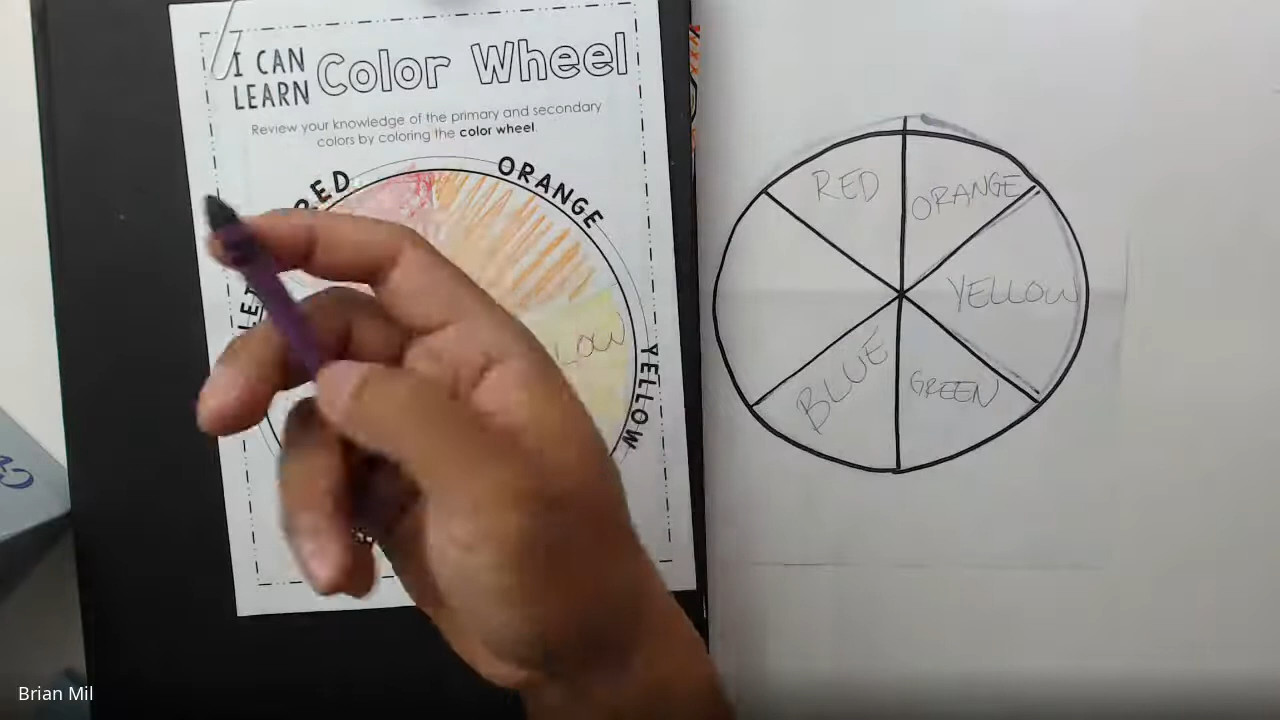 I CAN
LEARN
Color Wheel
Review your knowledge of the primary and secondary
colors by coloring the color wheel.
RED
ORANGE
YELLOW
RED
ORANGE
YELLOW
GREEN
BLUE
Brian Mil